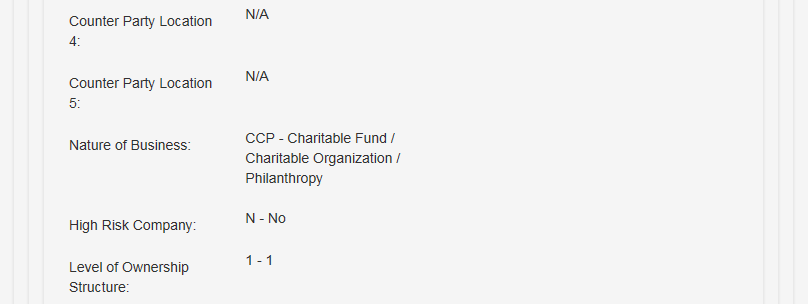 Counter Party Location
4:
N/A
Counter Party Location
5:
N/A
Nature of Business:
CCP - Charitable Fund /
Charitable Organization /
Philanthropy
High Risk Company:
N - No
Level of Ownership
Structure:
1 - 1